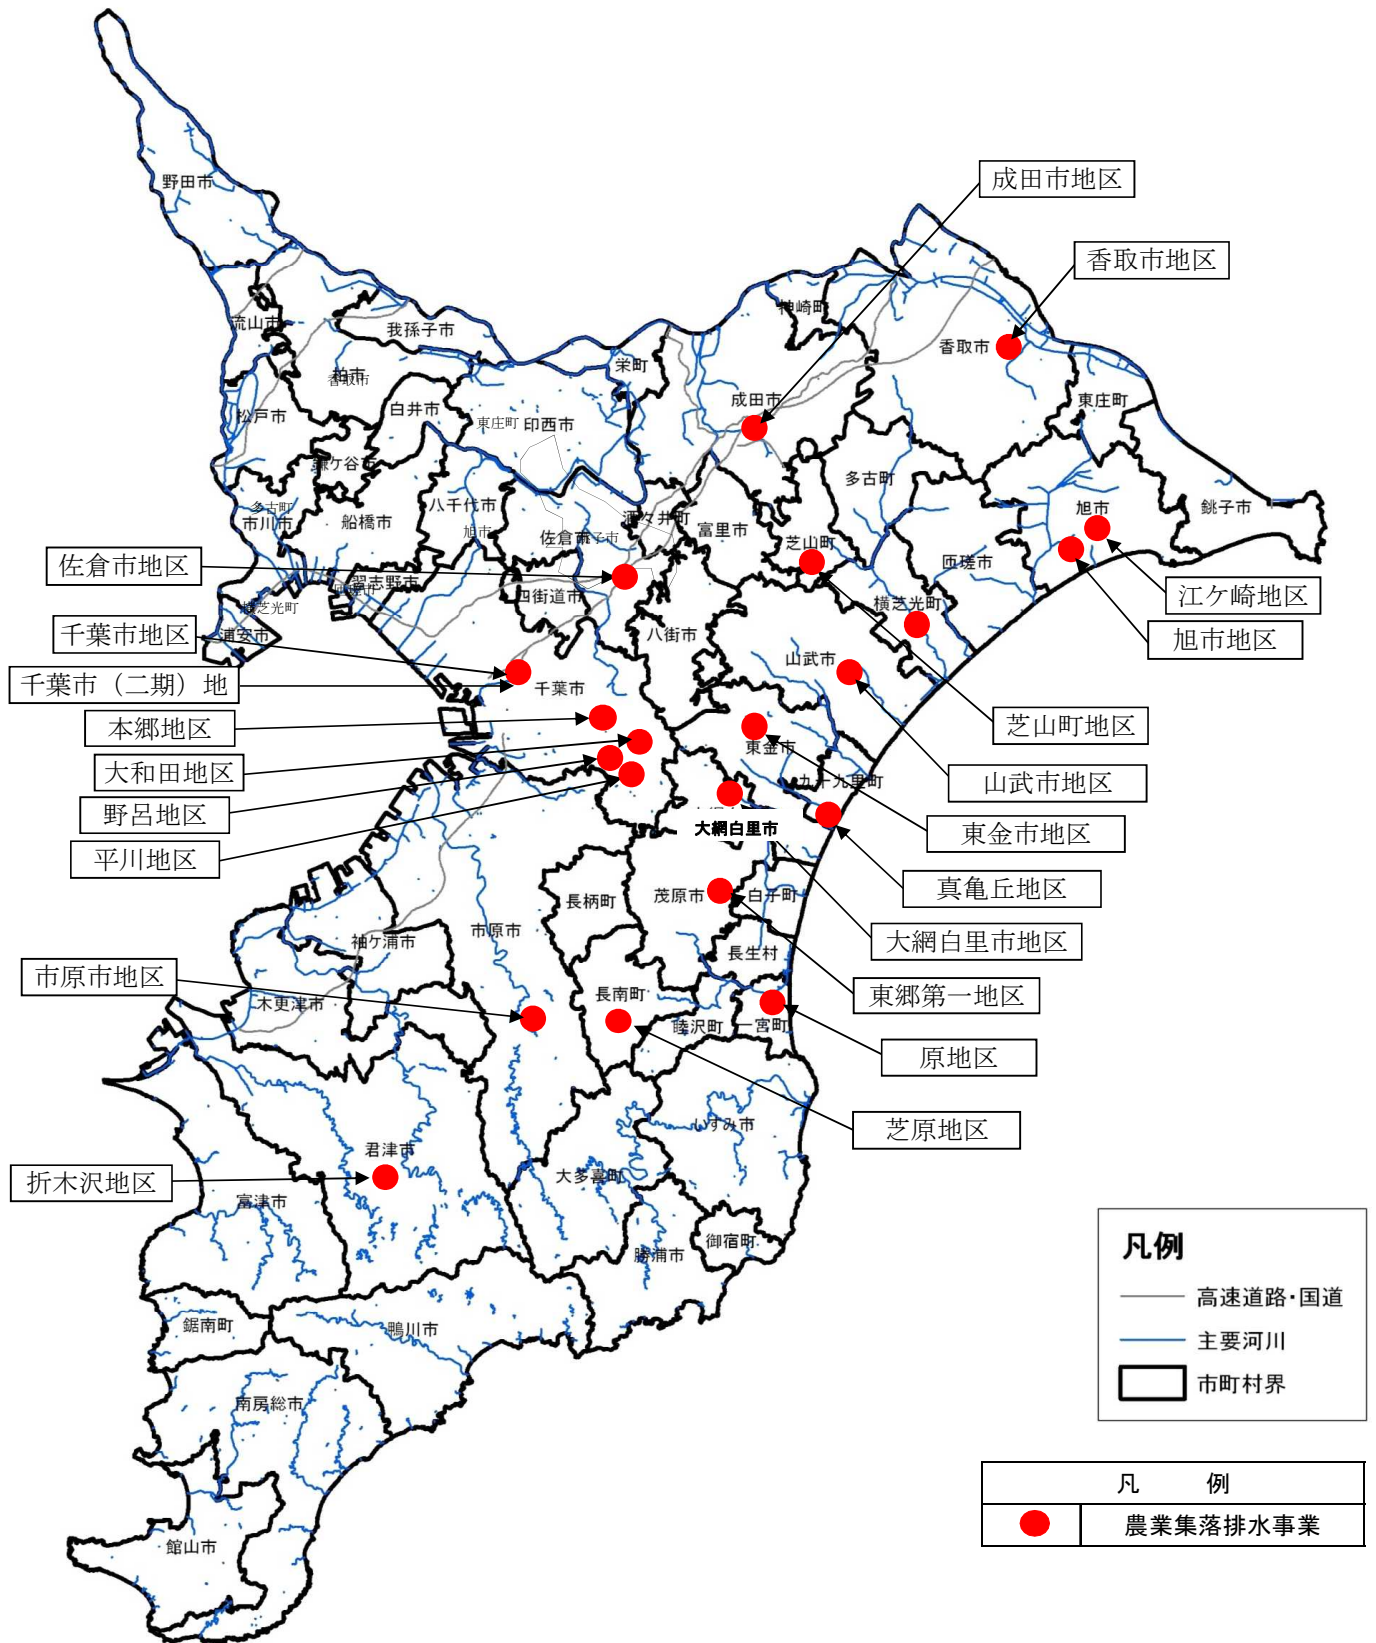 成田市地区
野田市
香取市地区
神崎町
流山市
我孫子市
香取市
栄町
柏市
香取市
成田市
東庄町
白井市
松戸市
東庄町
印西市
鎌ケ谷市
多古町
八千代市
多古町
市川市
船橋市
旭市
銚子市
酒々井町
富里市
旭市
佐倉市
芝山町
匝瑳市
佐倉市地区
習志野市
四街道市
江ケ崎地区
横芝光町
横芝光町
浦安市
千葉市地区
八街市
旭市地区
山武市
千葉市（二期）地
千葉市
本郷地区
芝山町地区
東金市
大和田地区
九十九里町
山武市地区
野呂地区
大網白里市
東金市地区
平川地区
真亀丘地区
長柄町
茂原市
白子町
市原市
袖ケ浦市
長生村
大網白里市地区
市原市地区
長南町
東郷第一地区
木更津市
睦沢町
一宮町
原地区
いすみ市
芝原地区
君津市
折木沢地区
大多喜町
富津市
御宿町
勝浦市
凡例
高速道路・国道
鋸南町
鴨川市
主要河川
市町村界
南房総市
凡　例
農業集落排水事業
館山市